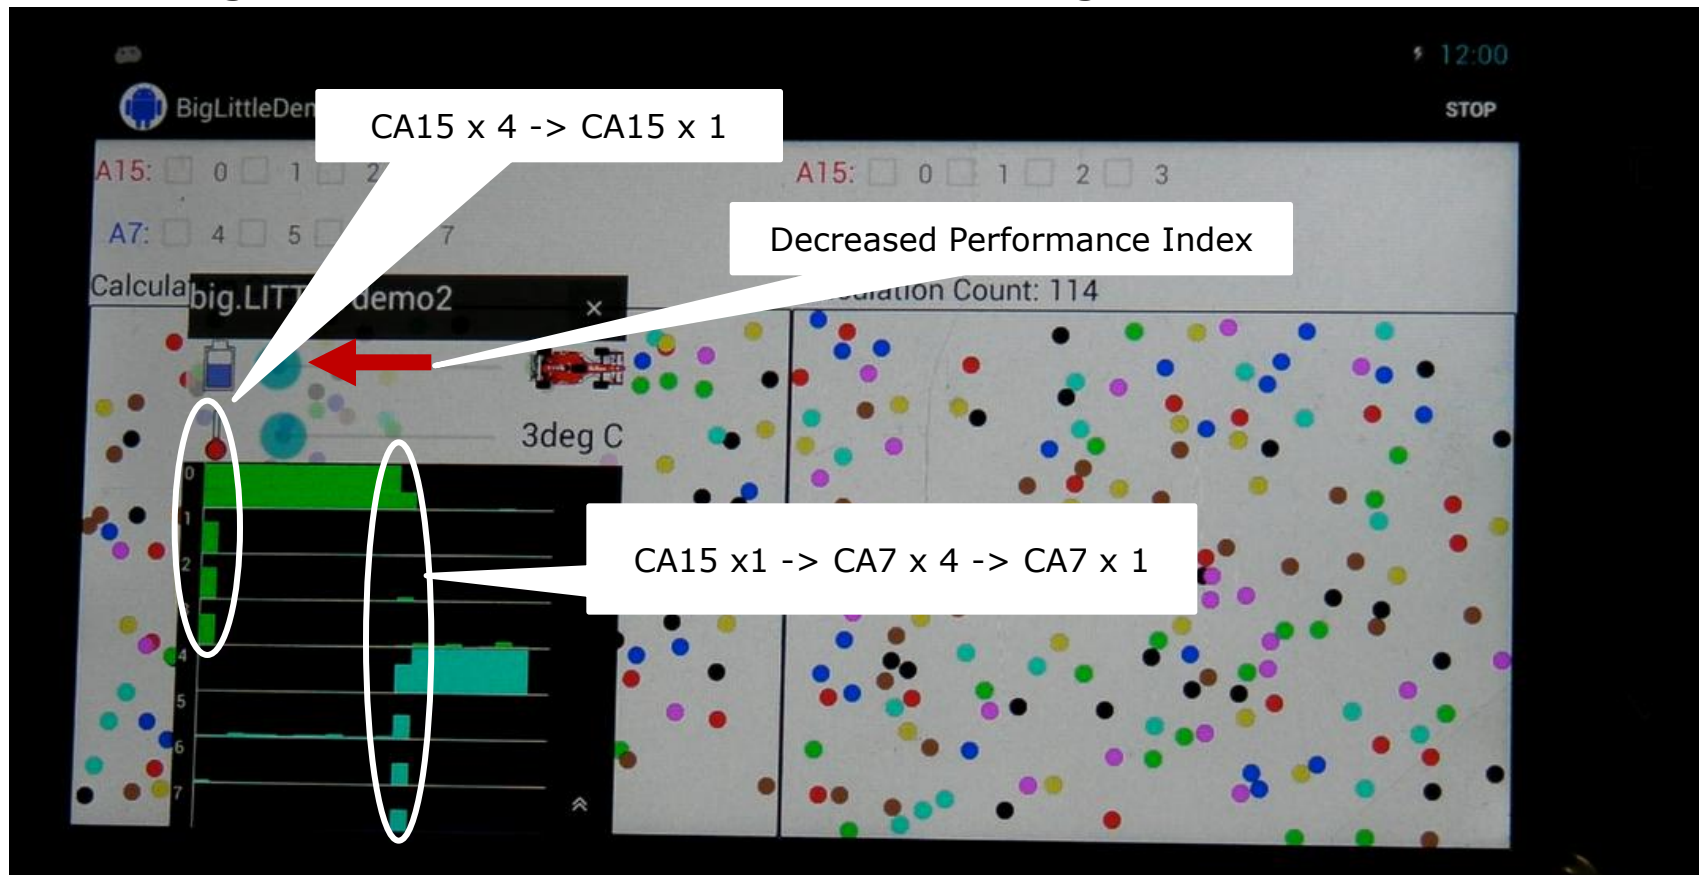 12:00
BigLittleDem
STOP
CA15 x 4 -> CA15 x 1
A15: 0 1 2
A15: 0 1 2 3
A7: 4 5 7
Decreased Performance Index
Calcula
Count: 114
big.LITT demo2 ×
3deg C
0
1
2
CA15 x1 -> CA7 x 4 -> CA7 x 1
4
5
6
7